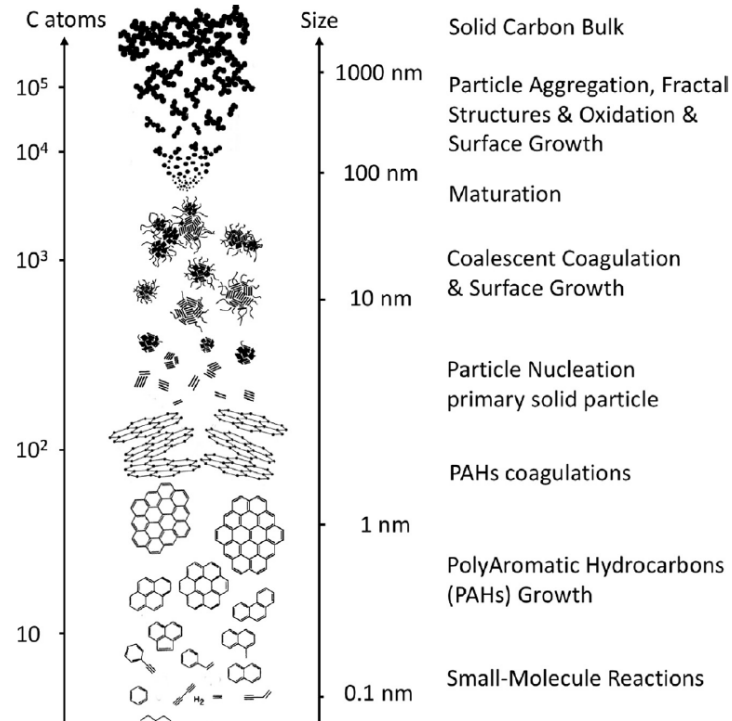 C atoms
Size
Solid Carbon Bulk
10⁵
1000 nm
Particle Aggregation, Fractal
Structures & Oxidation &
Surface Growth
10⁴
100 nm
Maturation
10³
Coalescent Coagulation
& Surface Growth
10 nm
Particle Nucleation
primary solid particle
10²
PAHs coagulations
1 nm
PolyAromatic Hydrocarbons
(PAHs) Growth
10
Small-Molecule Reactions
H₂
0.1 nm